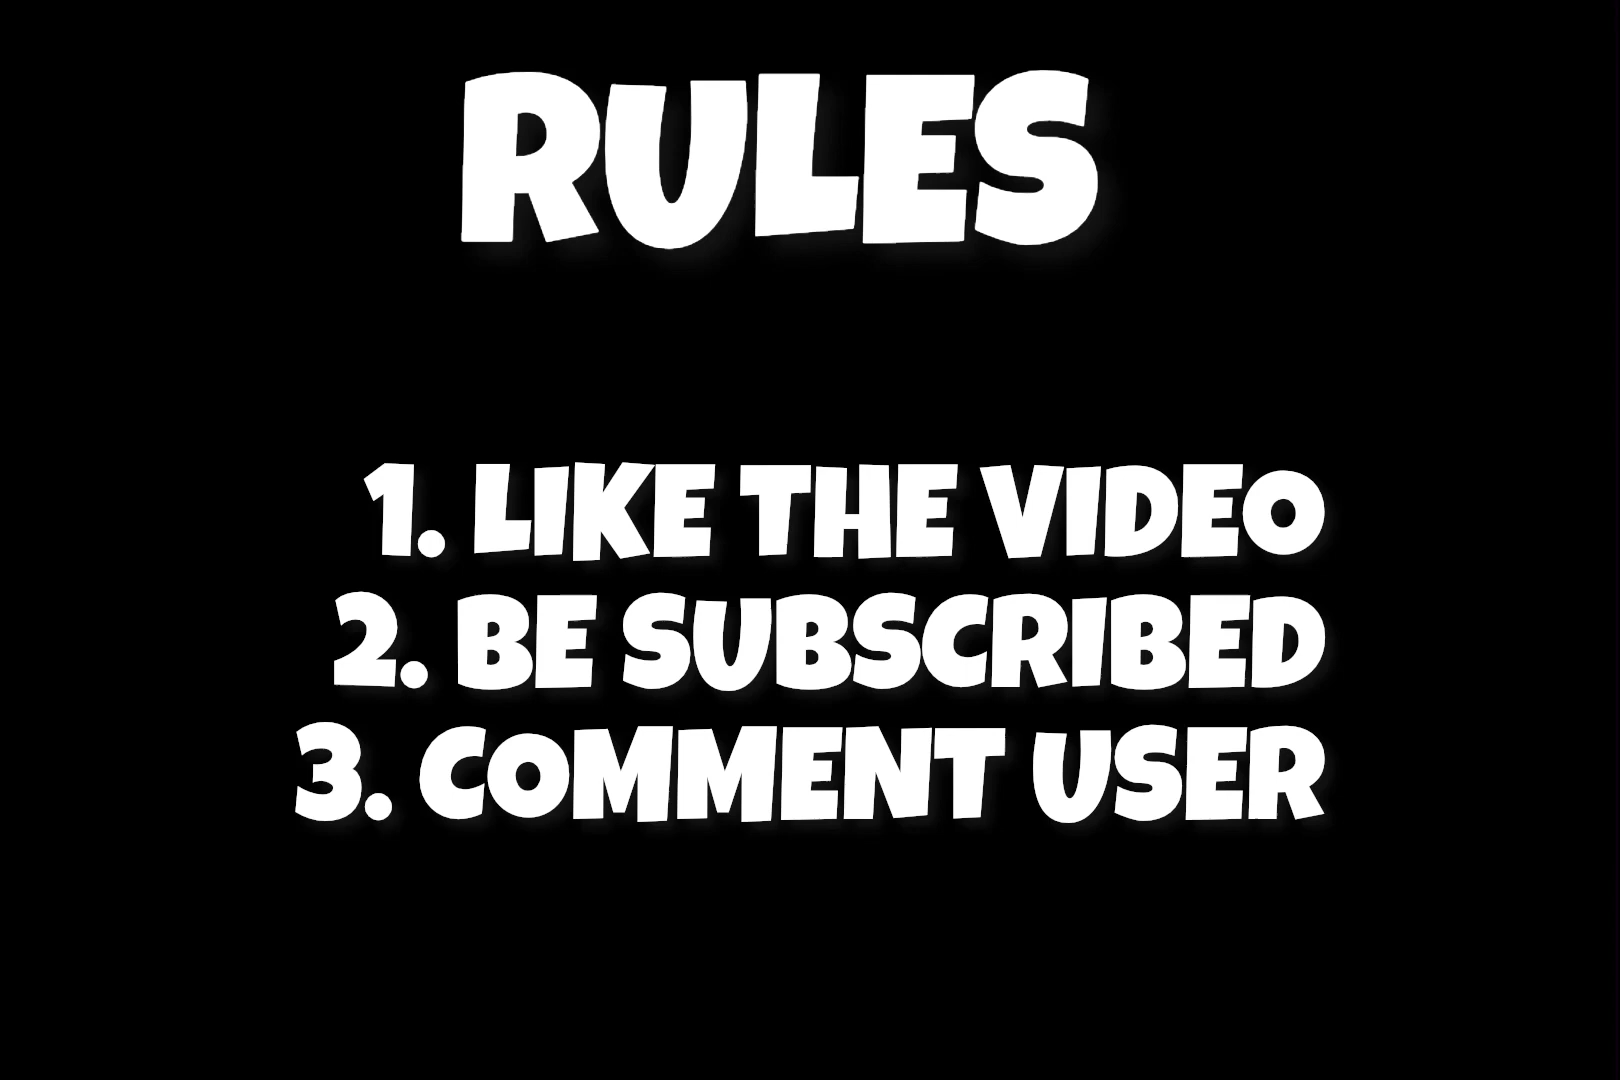 RULES
1. LIKE THE VIDEO
2. BE SUBSCRIBED
3. COMMENT USER